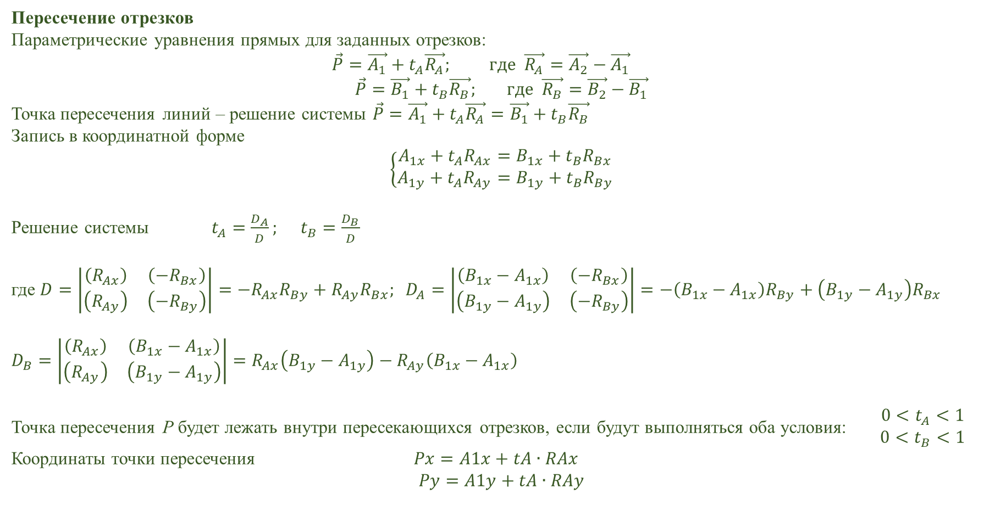 Пересечение отрезков
Параметрические уравнения прямых для заданных отрезков:
$\vec{P} = \overrightarrow{A_1} + t_A\overrightarrow{R_A}$; где $\overrightarrow{R_A} = \overrightarrow{A_2} - \overrightarrow{A_1}$
$\vec{P} = \overrightarrow{B_1} + t_B\overrightarrow{R_B}$; где $\overrightarrow{R_B} = \overrightarrow{B_2} - \overrightarrow{B_1}$
Точка пересечения линий – решение системы $\vec{P} = \overrightarrow{A_1} + t_A\overrightarrow{R_A} = \overrightarrow{B_1} + t_B\overrightarrow{R_B}$
Запись в координатной форме
$\begin{cases} A_{1x} + t_A R_{Ax} = B_{1x} + t_B R_{Bx} \\ A_{1y} + t_A R_{Ay} = B_{1y} + t_B R_{By} \end{cases}$
Решение системы $t_A = \frac{D_A}{D}$; $t_B = \frac{D_B}{D}$
где $D = \begin{vmatrix} (R_{Ax}) & (-R_{Bx}) \\ (R_{Ay}) & (-R_{By}) \end{vmatrix} = -R_{Ax}R_{By} + R_{Ay}R_{Bx}$; $D_A = \begin{vmatrix} (B_{1x} - A_{1x}) & (-R_{Bx}) \\ (B_{1y} - A_{1y}) & (-R_{By}) \end{vmatrix} = -(B_{1x} - A_{1x})R_{By} + (B_{1y} - A_{1y})R_{Bx}$
$D_B = \begin{vmatrix} (R_{Ax}) & (B_{1x} - A_{1x}) \\ (R_{Ay}) & (B_{1y} - A_{1y}) \end{vmatrix} = R_{Ax}(B_{1y} - A_{1y}) - R_{Ay}(B_{1x} - A_{1x})$
Точка пересечения P будет лежать внутри пересекающихся отрезков, если будут выполняться оба условия: $0 < t_A < 1$
$0 < t_B < 1$
Координаты точки пересечения $Px = A1x + tA \cdot RAx$
$Py = A1y + tA \cdot RAy$